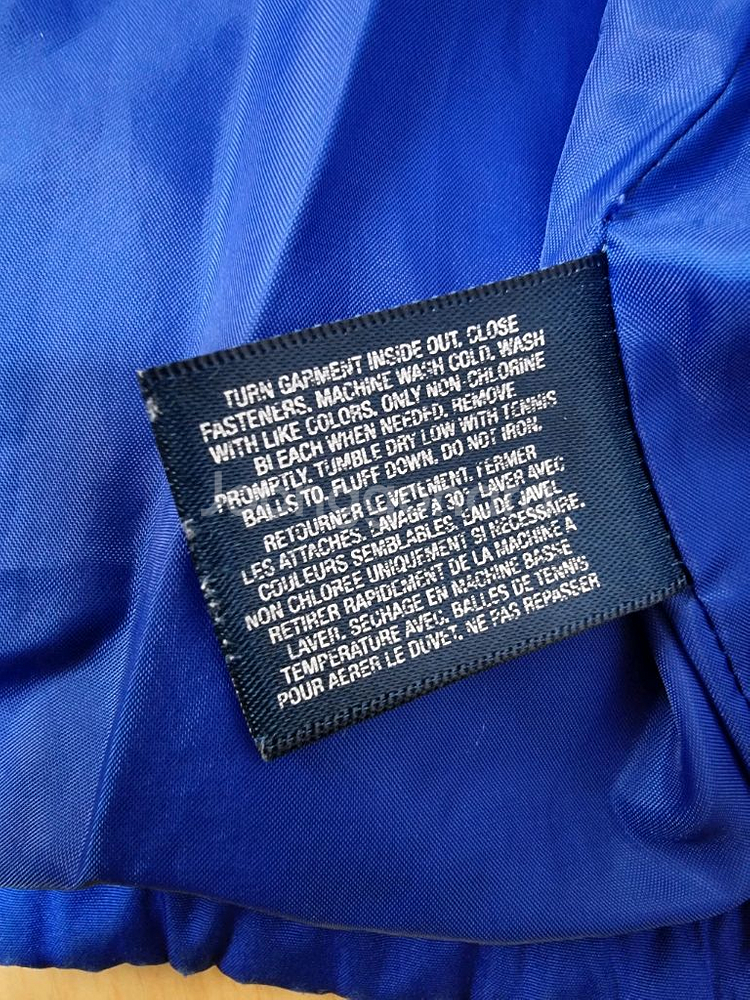 TURN GARMENT INSIDE OUT. CLOSE
FASTENERS. MACHINE WASH COLD. WASH
WITH LIKE COLORS. ONLY NON-CHLORINE
BLEACH WHEN NEEDED. REMOVE
PROMPTLY. TUMBLE DRY LOW WITH TENNIS
BALLS TO. FLUFF DOWN. DO NOT IRON.
RETOURNER LE VETEMENT. FERMER
LES ATTACHES. LAVAGE A 30°. LAVER AVEC
COULEURS SEMBLABLES. EAU DE JAVEL
NON CHLOREE UNIQUEMENT SI NECESSAIRE.
RETIRER RAPIDEMENT DE LA MACHINE A
LAVER. SECHAGE EN MACHINE BASSE
TEMPERATURE AVEC. BALLES DE TENNIS
POUR AERER LE DUVET. NE PAS REPASSER